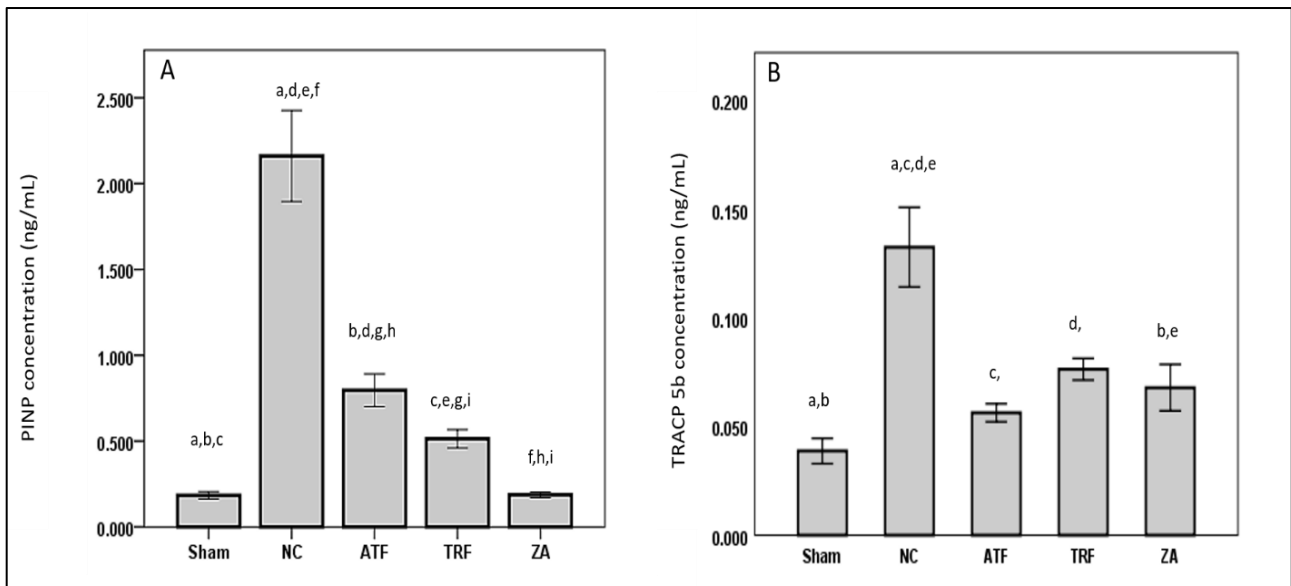 A
PINP concentration (ng/mL)
2.500
2.000
1.500
1.000
0.500
0.000
a,b,c
a,d,e,f
b,d,g,h
c,e,g,i
f,h,i
Sham NC ATF TRF ZA
B
TRACP 5b concentration (ng/mL)
0.200
0.150
0.100
0.050
0.000
a,b
a,c,d,e
c,
d,
b,e
Sham NC ATF TRF ZA